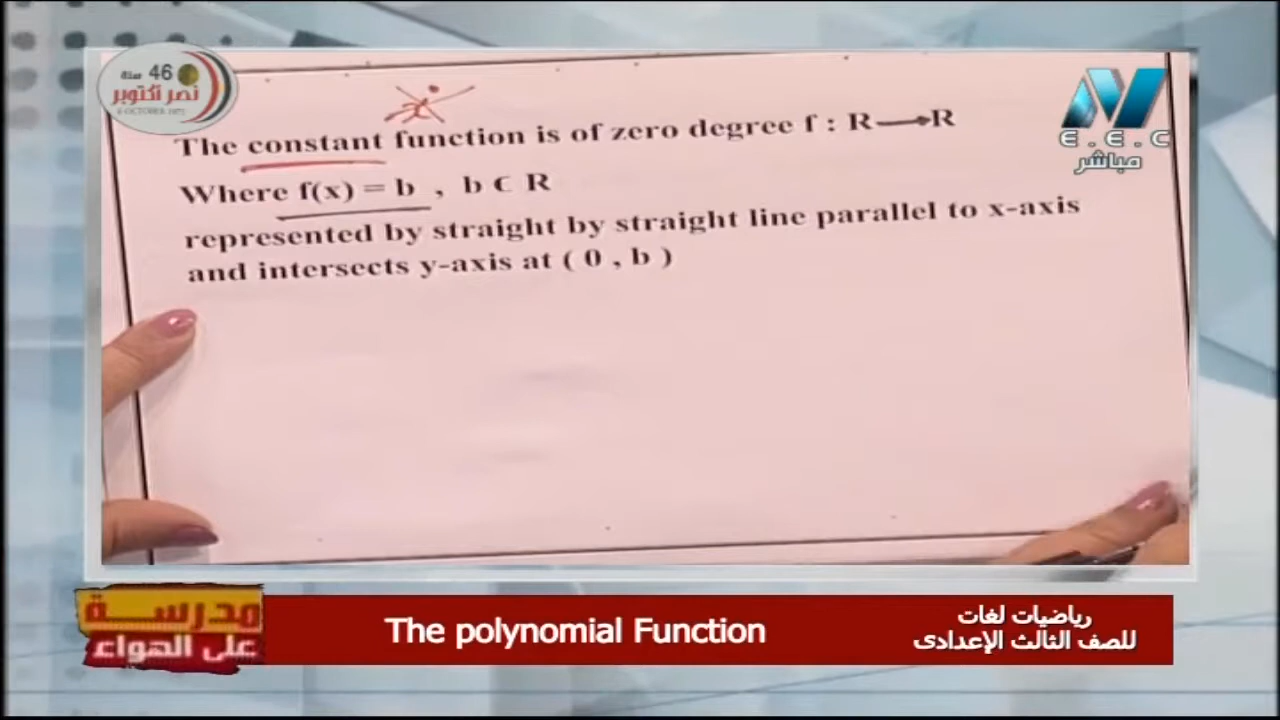 46 سنة
نصر أكتوبر
6 OCTOBER 1973
E.E.C
مباشر
The constant function is of zero degree f : R → R
Where f(x) = b , b ⊂ R
represented by straight by straight line parallel to x-axis
and intersects y-axis at ( 0 , b )
مدرسة
على الهواء
The polynomial Function
رياضيات لغات
للصف الثالث الإعدادى